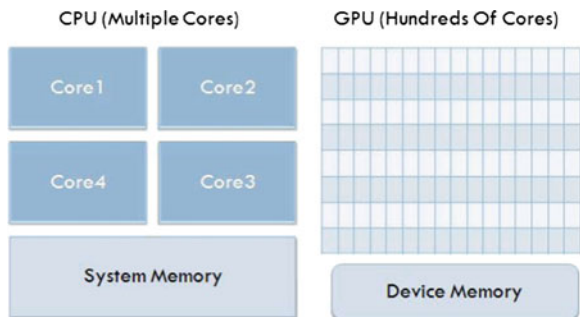 CPU (Multiple Cores)
GPU (Hundreds Of Cores)
Core1
Core2
Core4
Core3
System Memory
Device Memory